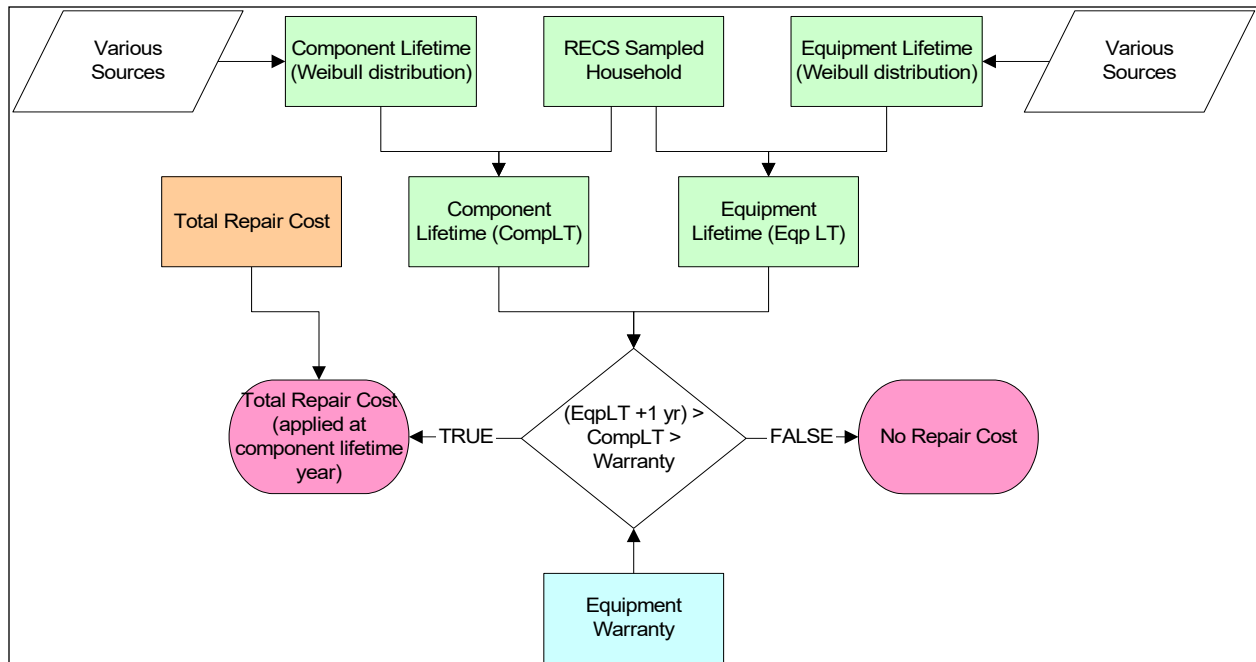 Various
Sources
Component Lifetime
(Weibull distribution)
RECS Sampled
Household
Equipment Lifetime
(Weibull distribution)
Various
Sources
Total Repair Cost
Component
Lifetime (CompLT)
Equipment
Lifetime (Eqp LT)
Total Repair Cost
(applied at
component lifetime
year)
TRUE
(EqpLT +1 yr) >
CompLT >
Warranty
FALSE
No Repair Cost
Equipment
Warranty